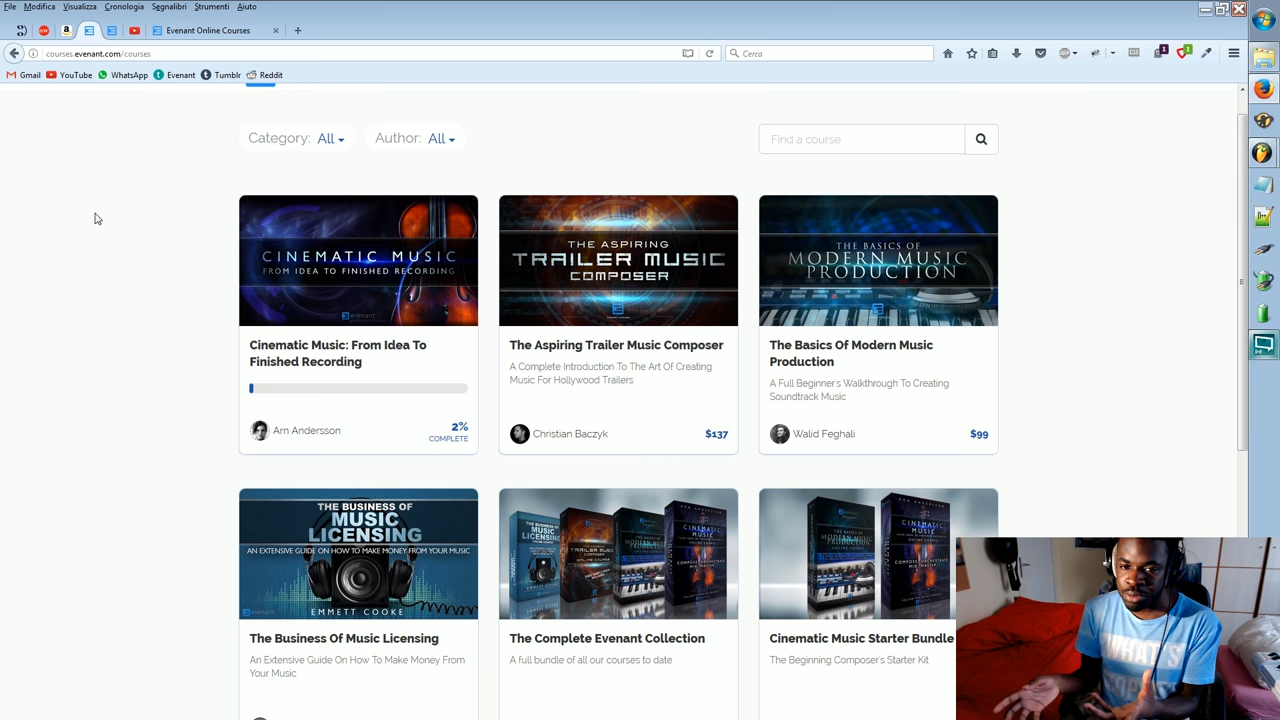 File Modifica Visualizza Cronologia Segnalibri Strumenti Aiuto
Evenant Online Courses
courses.evenant.com/courses
Cerca
Gmail YouTube WhatsApp Evenant Tumblr Reddit
Category: All Author: All
Find a course
CINEMATIC MUSIC
FROM IDEA TO FINISHED RECORDING
evenant
THE ASPIRING
TRAILER MUSIC
COMPOSER
THE BASICS OF
MODERN MUSIC
PRODUCTION
Cinematic Music: From Idea To
Finished Recording
Arn Andersson
2%
COMPLETE
The Aspiring Trailer Music Composer
A Complete Introduction To The Art Of Creating
Music For Hollywood Trailers
Christian Baczyk
$137
The Basics Of Modern Music
Production
A Full Beginner's Walkthrough To Creating
Soundtrack Music
Walid Feghali
$99
THE BUSINESS OF
MUSIC
LICENSING
AN EXTENSIVE GUIDE ON HOW TO MAKE MONEY FROM YOUR MUSIC
EMMETT COOKE
evenant
The Business Of Music Licensing
An Extensive Guide On How To Make Money From
Your Music
The Complete Evenant Collection
A full bundle of all our courses to date
Cinematic Music Starter Bundle
The Beginning Composer's Starter Kit
WHAT'S